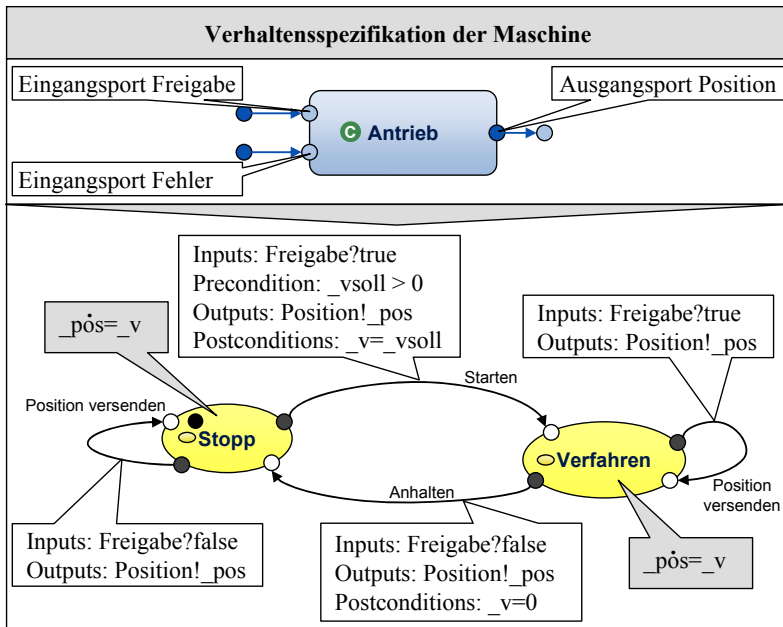 Verhaltensspezifikation der Maschine
Eingangsport Freigabe
Ausgangsport Position
C Antrieb
Eingangsport Fehler
Inputs: Freigabe?true
Precondition: _vsoll > 0
Outputs: Position!_pos
Postconditions: _v=_vsoll
_pȯs=_v
Inputs: Freigabe?true
Outputs: Position!_pos
Starten
Position versenden
Stopp
Verfahren
Anhalten
Position
versenden
Inputs: Freigabe?false
Outputs: Position!_pos
Inputs: Freigabe?false
Outputs: Position!_pos
Postconditions: _v=0
_pȯs=_v